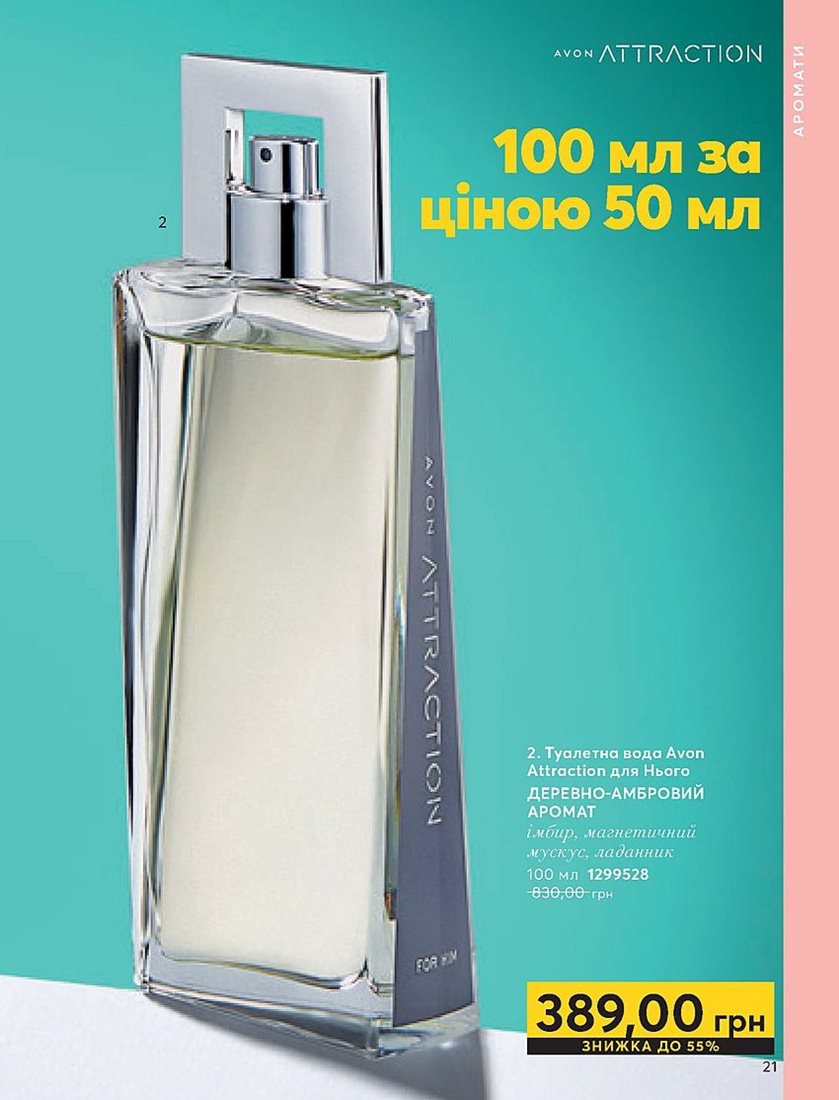 AVON ATTRACTION
АРОМАТИ
100 мл за
ціною 50 мл
2
AVON ATTRACTION
FOR HIM
2. Туалетна вода Avon
Attraction для Нього
ДЕРЕВНО-АМБРОВИЙ
АРОМАТ
імбир, магнетичний
мускус, ладанник
100 мл 1299528
830,00 грн
389,00 грн
ЗНИЖКА ДО 55%
21